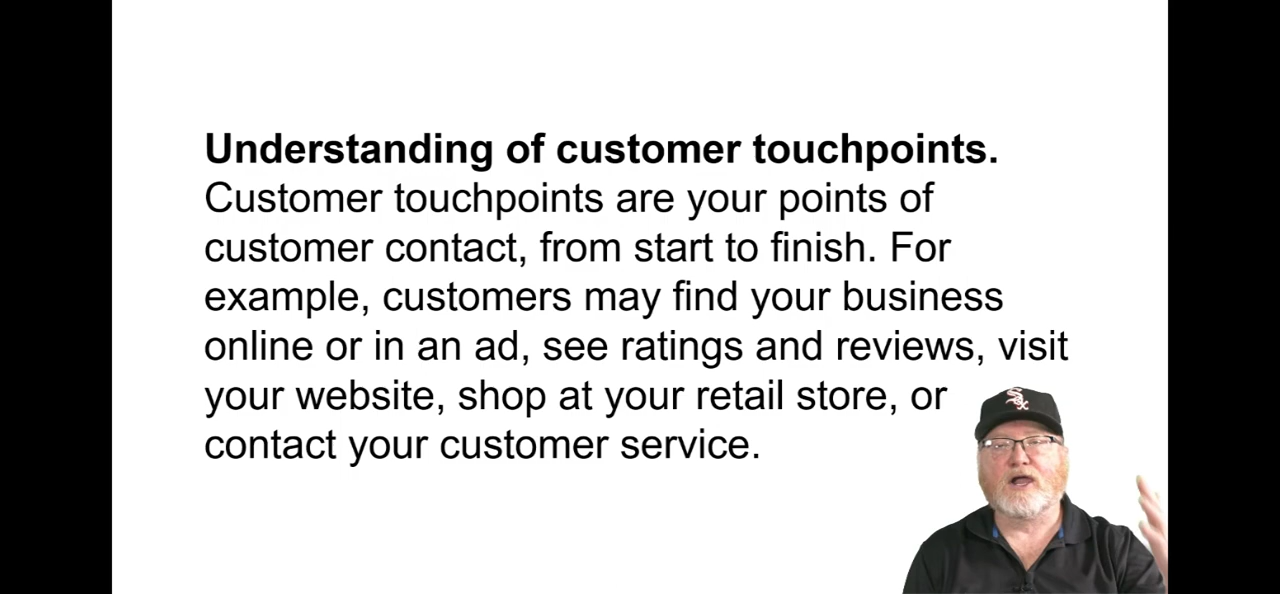 Understanding of customer touchpoints.
Customer touchpoints are your points of
customer contact, from start to finish. For
example, customers may find your business
online or in an ad, see ratings and reviews, visit
your website, shop at your retail store, or
contact your customer service.
Sox